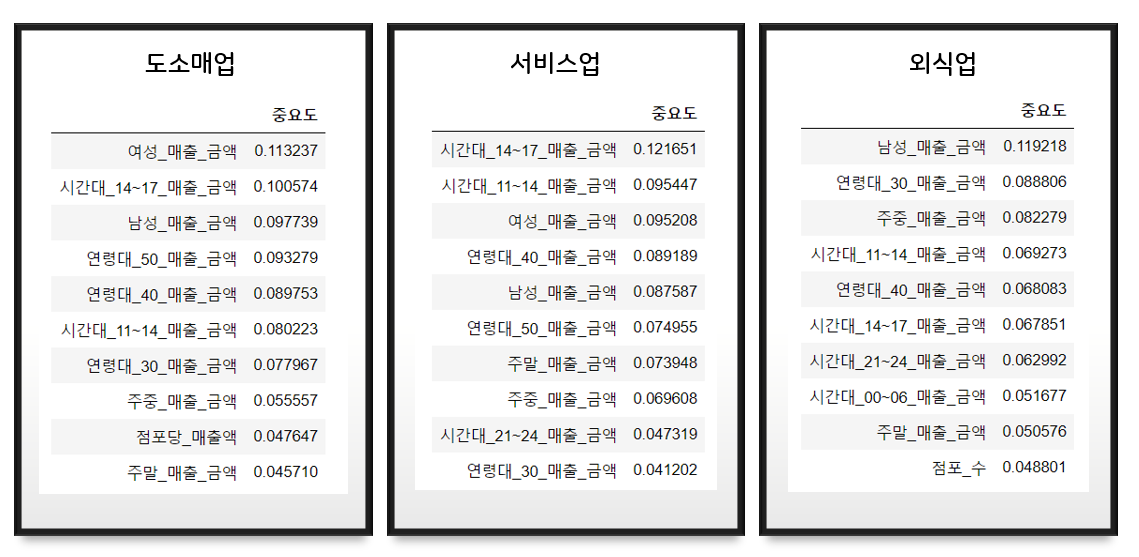 도소매업
중요도
여성_매출_금액 0.113237
시간대_14~17_매출_금액 0.100574
남성_매출_금액 0.097739
연령대_50_매출_금액 0.093279
연령대_40_매출_금액 0.089753
시간대_11~14_매출_금액 0.080223
연령대_30_매출_금액 0.077967
주중_매출_금액 0.055557
점포당_매출액 0.047647
주말_매출_금액 0.045710
서비스업
중요도
시간대_14~17_매출_금액 0.121651
시간대_11~14_매출_금액 0.095447
여성_매출_금액 0.095208
연령대_40_매출_금액 0.089189
남성_매출_금액 0.087587
연령대_50_매출_금액 0.074955
주말_매출_금액 0.073948
주중_매출_금액 0.069608
시간대_21~24_매출_금액 0.047319
연령대_30_매출_금액 0.041202
외식업
중요도
남성_매출_금액 0.119218
연령대_30_매출_금액 0.088806
주중_매출_금액 0.082279
시간대_11~14_매출_금액 0.069273
연령대_40_매출_금액 0.068083
시간대_14~17_매출_금액 0.067851
시간대_21~24_매출_금액 0.062992
시간대_00~06_매출_금액 0.051677
주말_매출_금액 0.050576
점포_수 0.048801